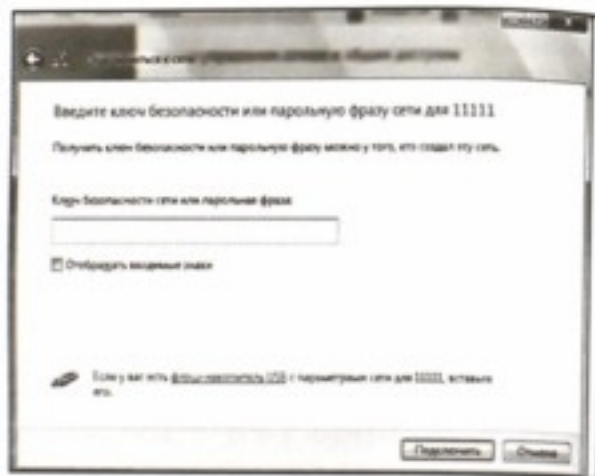 Подключиться к сети
Введите ключ безопасности или парольную фразу сети для 11111
Получить ключ безопасности или парольную фразу можно у того, кто создал эту сеть.
Ключ безопасности сети или парольная фраза:
Отображать вводимые знаки
Если у вас есть флэш-накопитель USB с параметрами сети для 11111, вставьте
его.
Подключить
Отмена